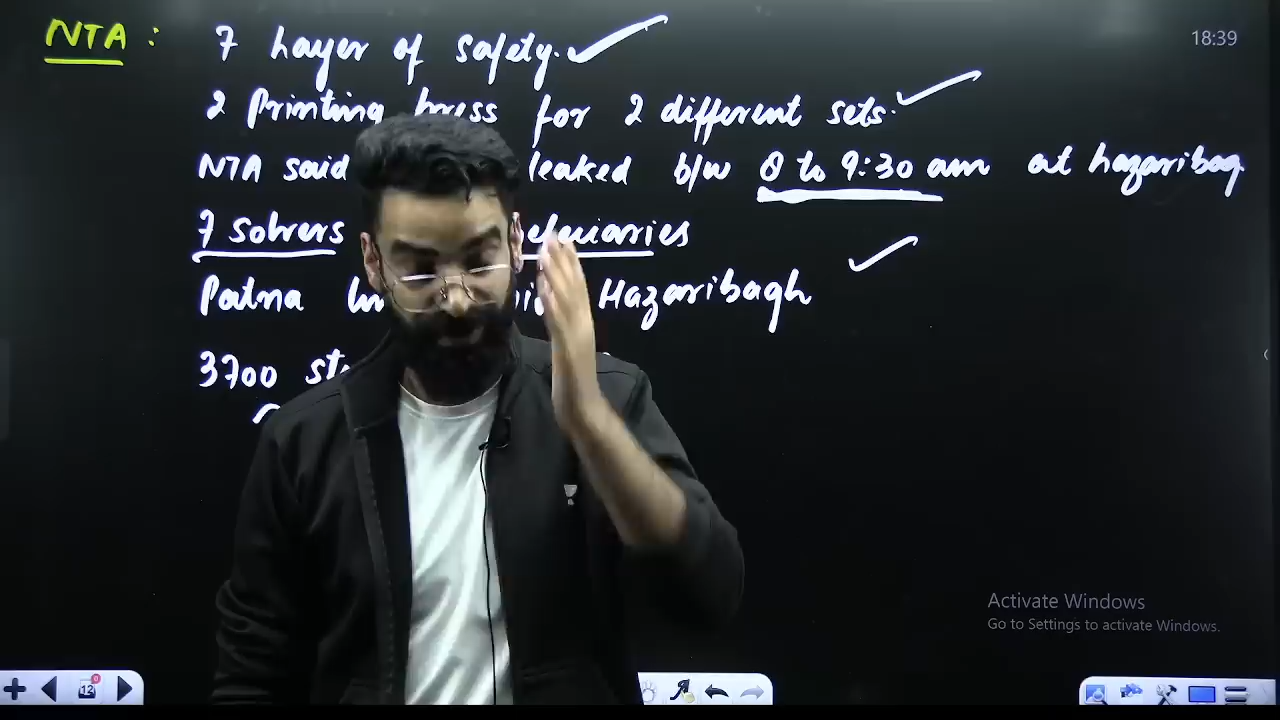 NTA : 7 Layer of safety.
18:39
2 Printing press for 2 different sets.
NTA said leaked b/w 8 to 9:30 am at hazaribag
7 Solvers
Patna Hazaribagh
3700
Activate Windows
Go to Settings to activate Windows.
12